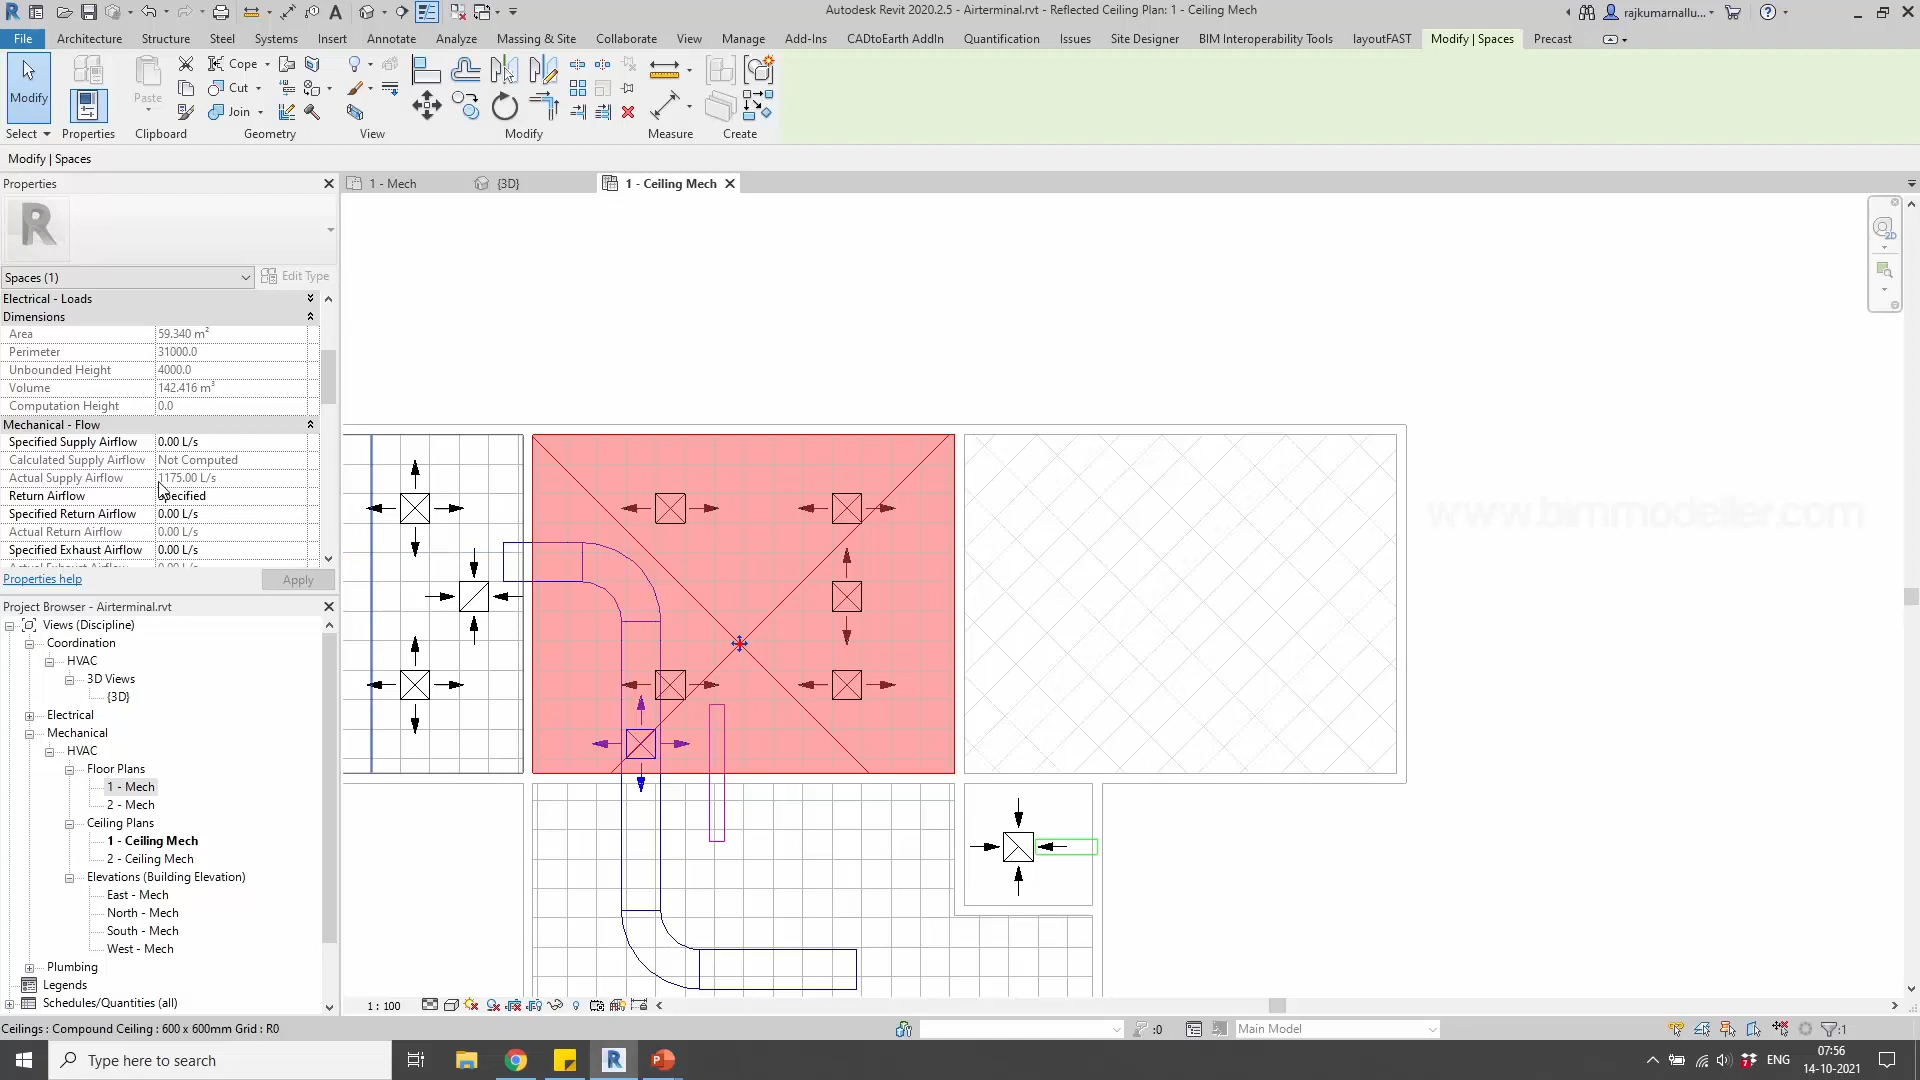 Autodesk Revit 2020.2.5 - Airterminal.rvt - Reflected Ceiling Plan: 1 - Ceiling Mech
rajkumarnallu...
File Architecture Structure Steel Systems Insert Annotate Analyze Massing & Site Collaborate View Manage Add-Ins CADtoEarth AddIn Quantification Issues Site Designer BIM Interoperability Tools layoutFAST Modify | Spaces Precast
Cope
Cut
Join
Modify
Paste
Select Properties Clipboard Geometry View Modify Measure Create
Modify | Spaces
Properties
1 - Mech
{3D}
1 - Ceiling Mech
R
Spaces (1)
Edit Type
Electrical - Loads
Dimensions
Area 59.340 m²
Perimeter 31000.0
Unbounded Height 4000.0
Volume 142.416 m³
Computation Height 0.0
Mechanical - Flow
Specified Supply Airflow 0.00 L/s
Calculated Supply Airflow Not Computed
Actual Supply Airflow 1175.00 L/s
Return Airflow Specified
Specified Return Airflow 0.00 L/s
Actual Return Airflow 0.00 L/s
Specified Exhaust Airflow 0.00 L/s
Actual Exhaust Airflow 0.00 L/s
Properties help
Apply
www.bimmodeller.com
2D
Project Browser - Airterminal.rvt
Views (Discipline)
Coordination
HVAC
3D Views
{3D}
Electrical
Mechanical
HVAC
Floor Plans
1 - Mech
2 - Mech
Ceiling Plans
1 - Ceiling Mech
2 - Ceiling Mech
Elevations (Building Elevation)
East - Mech
North - Mech
South - Mech
West - Mech
Plumbing
Legends
Schedules/Quantities (all)
1 : 100
Ceilings : Compound Ceiling : 600 x 600mm Grid : R0
:0
Main Model
:1
Type here to search
ENG
07:56
14-10-2021